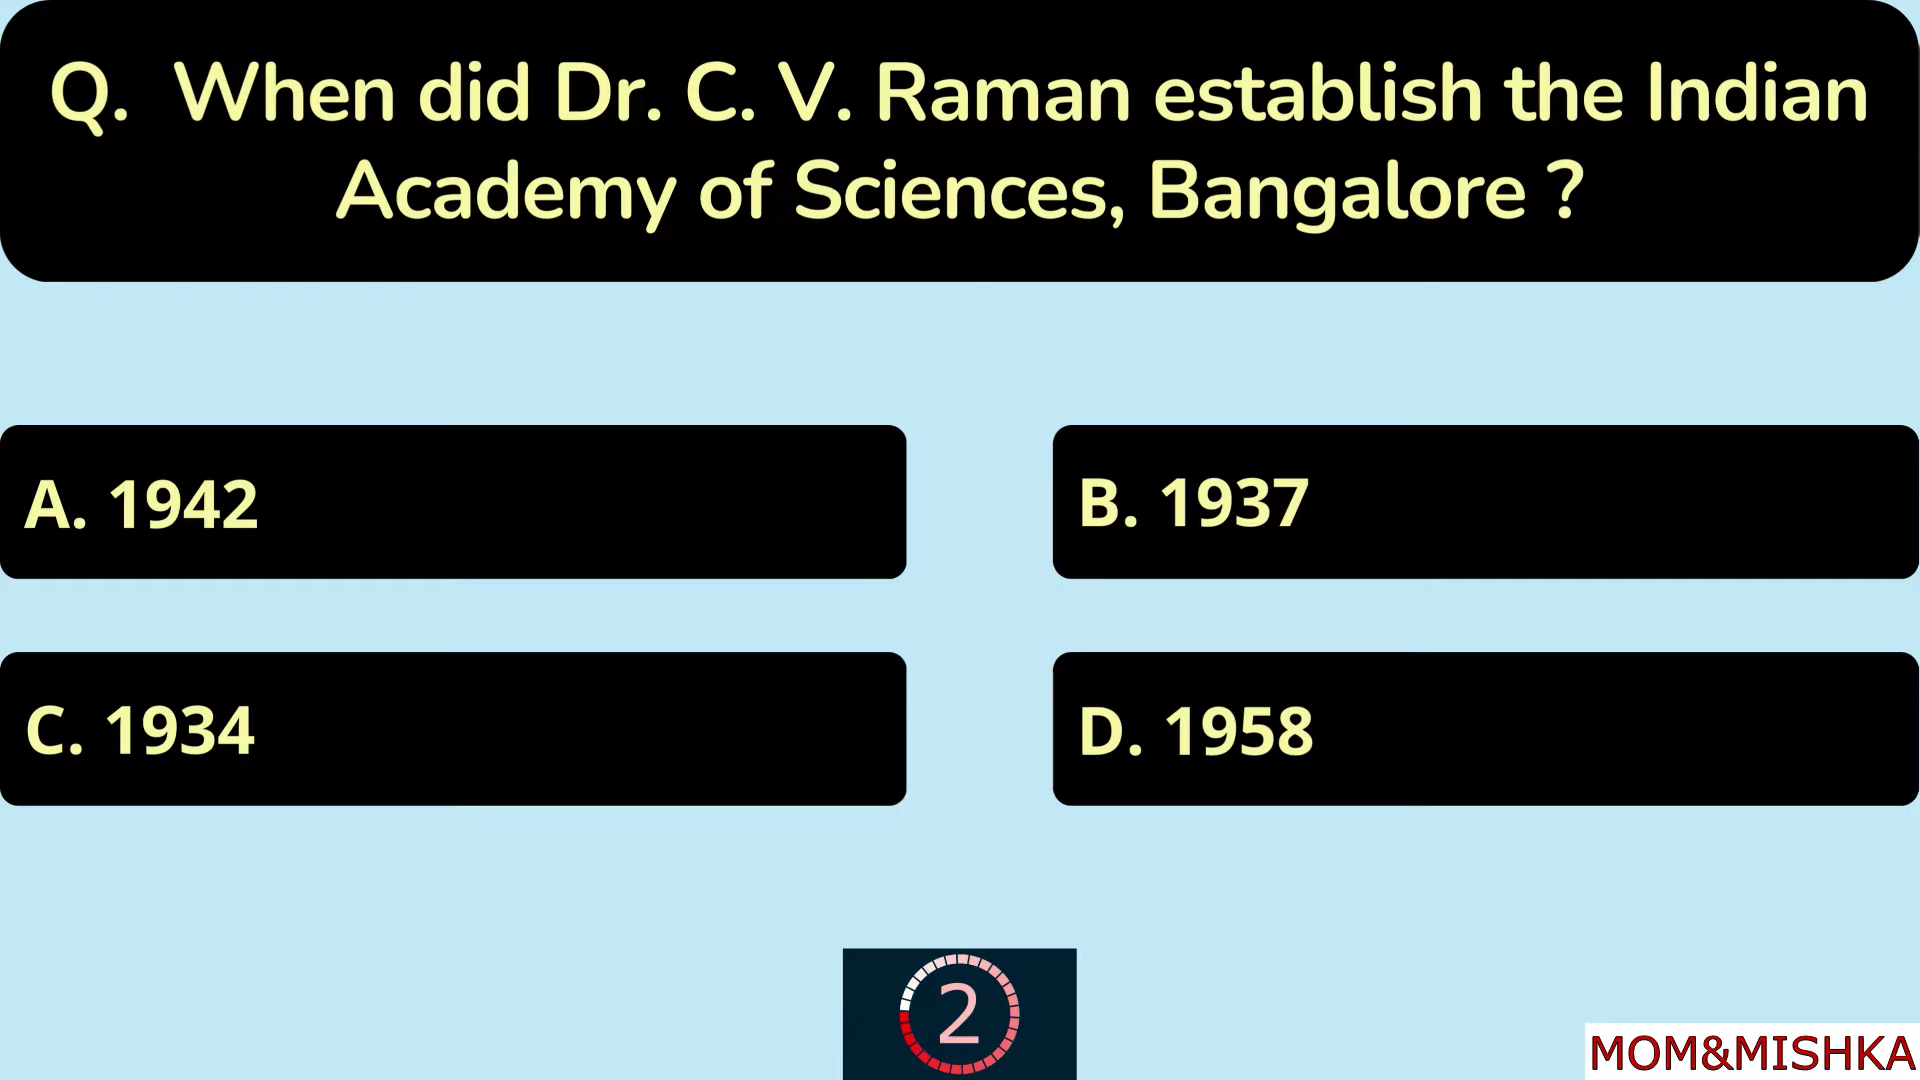 Q. When did Dr. C. V. Raman establish the Indian
Academy of Sciences, Bangalore ?
A. 1942
B. 1937
C. 1934
D. 1958
2
MOM&MISHKA